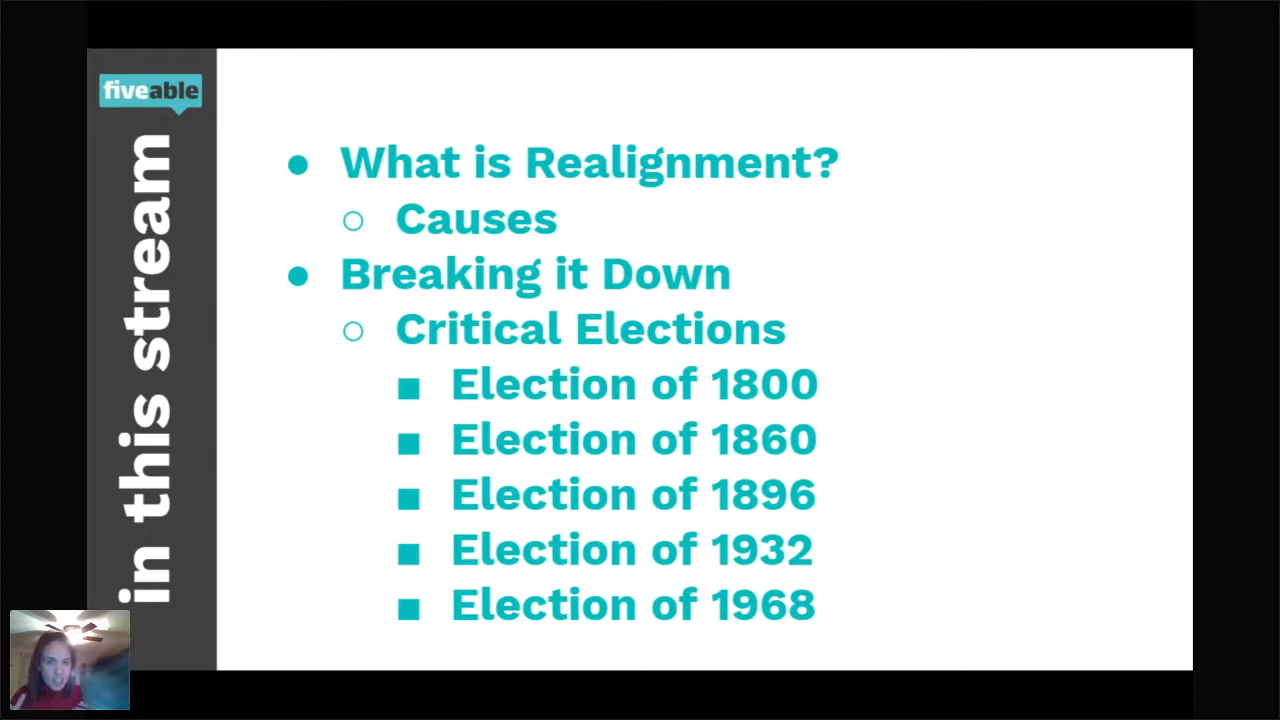 fiveable
in this stream
● What is Realignment?
○ Causes
● Breaking it Down
○ Critical Elections
■ Election of 1800
■ Election of 1860
■ Election of 1896
■ Election of 1932
■ Election of 1968